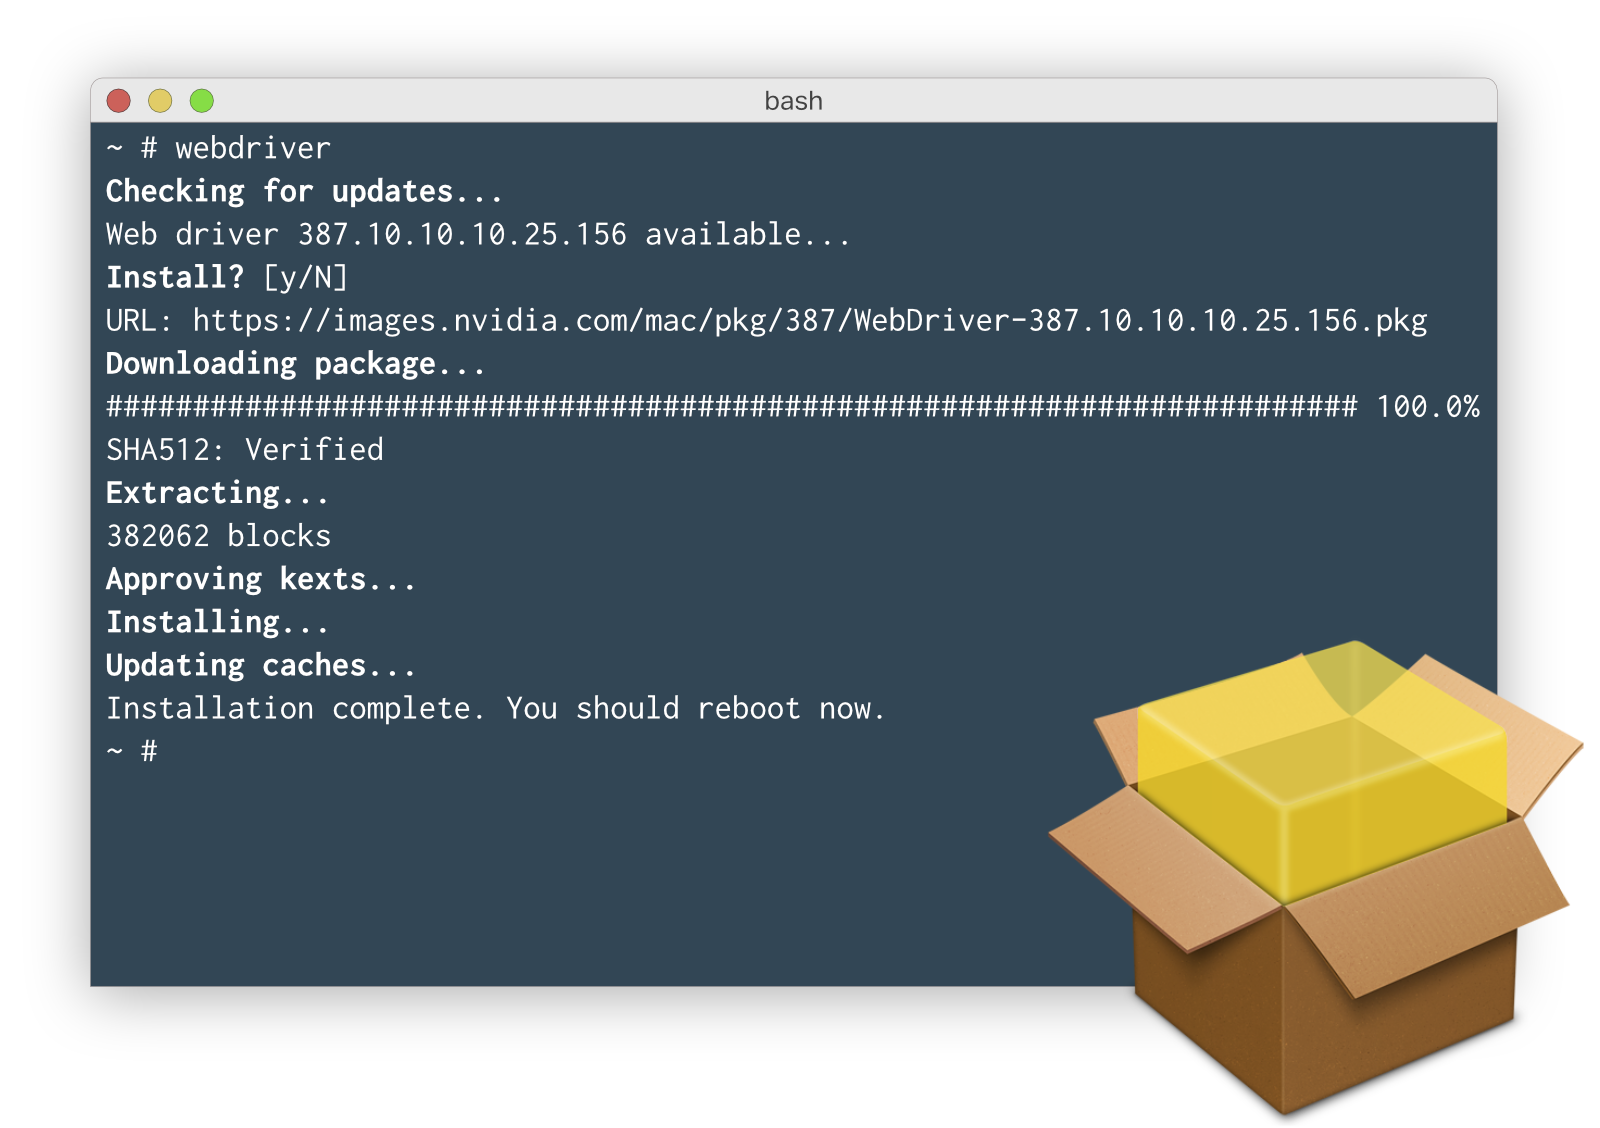 bash
~ # webdriver
Checking for updates...
Web driver 387.10.10.10.25.156 available...
Install? [y/N]
URL: https://images.nvidia.com/mac/pkg/387/WebDriver-387.10.10.10.25.156.pkg
Downloading package...
######################################################################## 100.0%
SHA512: Verified
Extracting...
382062 blocks
Approving kexts...
Installing...
Updating caches...
Installation complete. You should reboot now.
~ #